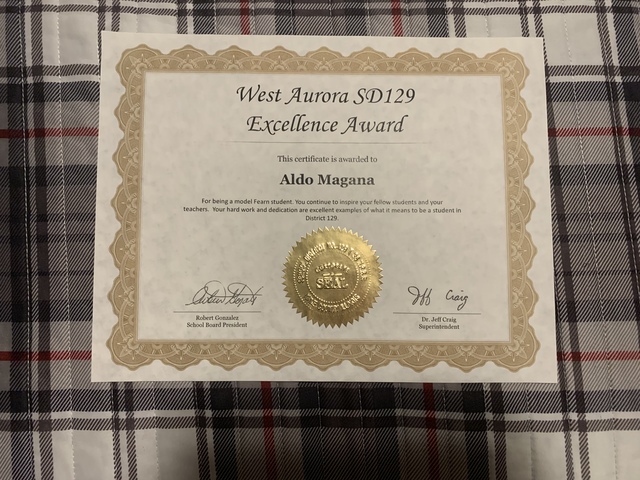 West Aurora SD129
Excellence Award
This certificate is awarded to
Aldo Magana
For being a model Fearn student. You continue to inspire your fellow students and your
teachers. Your hard work and dedication are excellent examples of what it means to be a student in
District 129.
Jeff Craig
Robert Gonzalez
School Board President
Dr. Jeff Craig
Superintendent